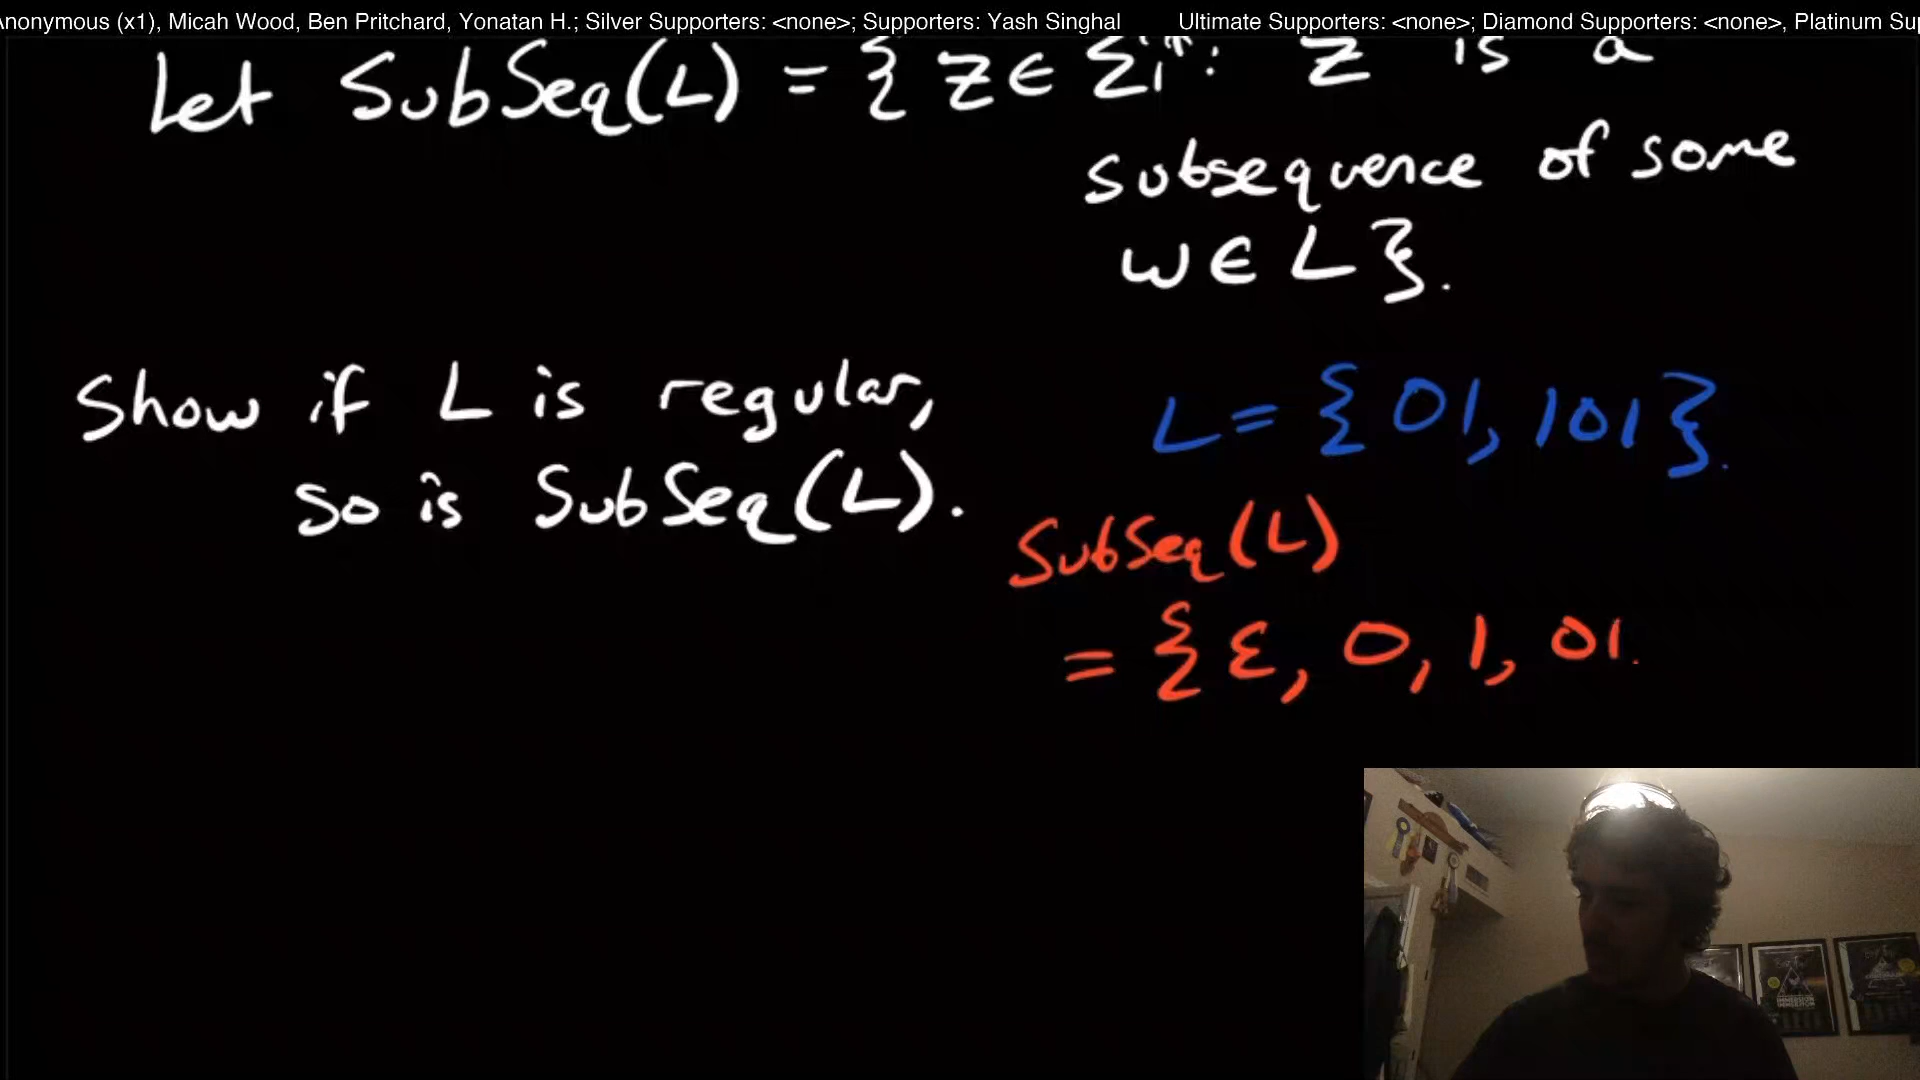 Anonymous (x1), Micah Wood, Ben Pritchard, Yonatan H.; Silver Supporters: <none>; Supporters: Yash Singhal Ultimate Supporters: <none>; Diamond Supporters: <none>, Platinum Sup
Let SubSeq(L) = { z ∈ Σ*: z is a
subsequence of some
w ∈ L }.
Show if L is regular,
so is SubSeq(L).
L = { 01, 101 }.
SubSeq(L)
= { ε, 0, 1, 01